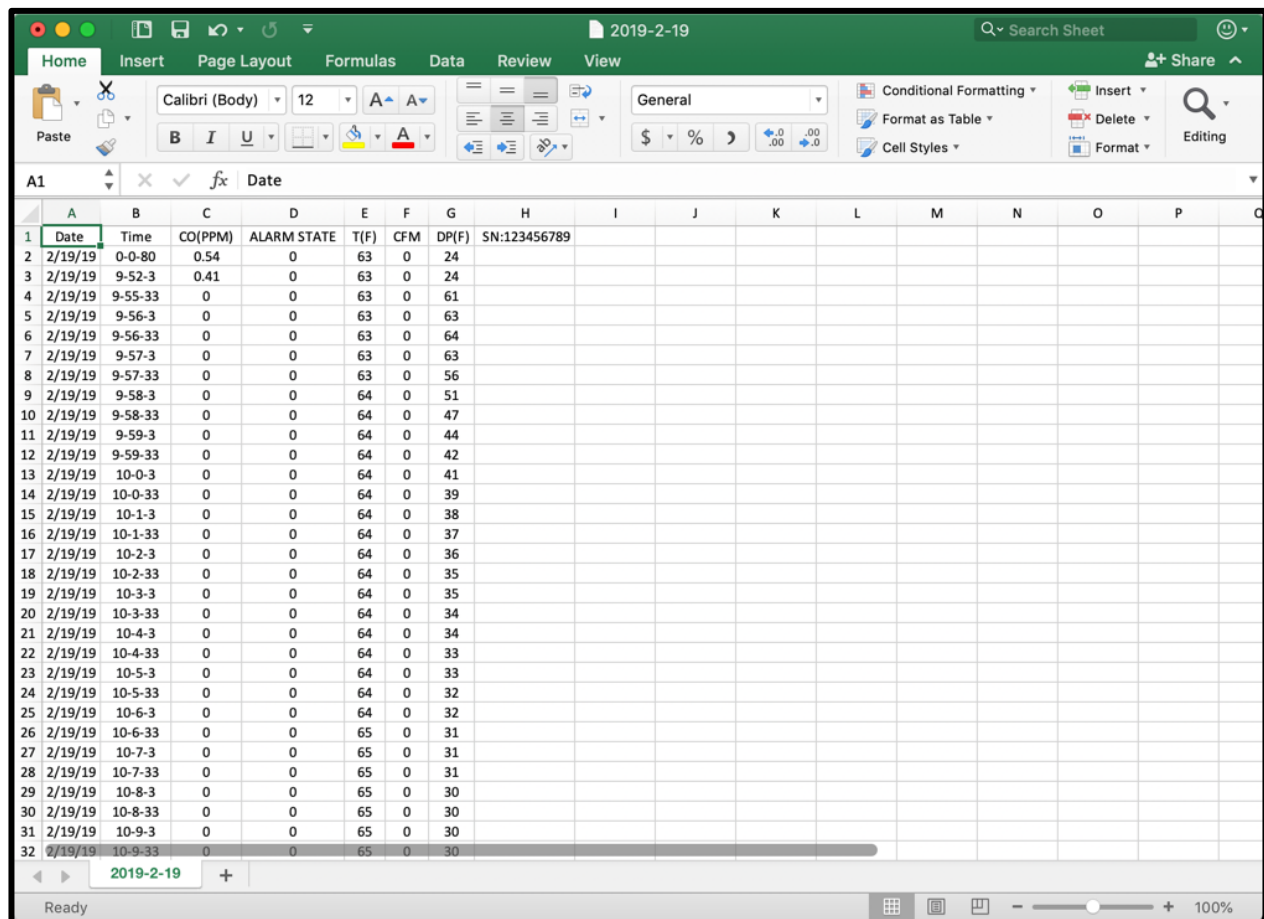 2019-2-19
Search Sheet
Home Insert Page Layout Formulas Data Review View Share
Paste
Calibri (Body) 12 A A
B I U A
General
$ % ) .0 .00 .00 .0
Conditional Formatting
Format as Table
Cell Styles
Insert
Delete
Format
Editing
A1 fx Date
A B C D E F G H I J K L M N O P Q
1 Date Time CO(PPM) ALARM STATE T(F) CFM DP(F) SN:123456789
2 2/19/19 0-0-80 0.54 0 63 0 24
3 2/19/19 9-52-3 0.41 0 63 0 24
4 2/19/19 9-55-33 0 0 63 0 61
5 2/19/19 9-56-3 0 0 63 0 63
6 2/19/19 9-56-33 0 0 63 0 64
7 2/19/19 9-57-3 0 0 63 0 63
8 2/19/19 9-57-33 0 0 63 0 56
9 2/19/19 9-58-3 0 0 64 0 51
10 2/19/19 9-58-33 0 0 64 0 47
11 2/19/19 9-59-3 0 0 64 0 44
12 2/19/19 9-59-33 0 0 64 0 42
13 2/19/19 10-0-3 0 0 64 0 41
14 2/19/19 10-0-33 0 0 64 0 39
15 2/19/19 10-1-3 0 0 64 0 38
16 2/19/19 10-1-33 0 0 64 0 37
17 2/19/19 10-2-3 0 0 64 0 36
18 2/19/19 10-2-33 0 0 64 0 35
19 2/19/19 10-3-3 0 0 64 0 35
20 2/19/19 10-3-33 0 0 64 0 34
21 2/19/19 10-4-3 0 0 64 0 34
22 2/19/19 10-4-33 0 0 64 0 33
23 2/19/19 10-5-3 0 0 64 0 33
24 2/19/19 10-5-33 0 0 64 0 32
25 2/19/19 10-6-3 0 0 64 0 32
26 2/19/19 10-6-33 0 0 65 0 31
27 2/19/19 10-7-3 0 0 65 0 31
28 2/19/19 10-7-33 0 0 65 0 31
29 2/19/19 10-8-3 0 0 65 0 30
30 2/19/19 10-8-33 0 0 65 0 30
31 2/19/19 10-9-3 0 0 65 0 30
32 2/19/19 10-9-33 0 0 65 0 30
2019-2-19 +
Ready 100%